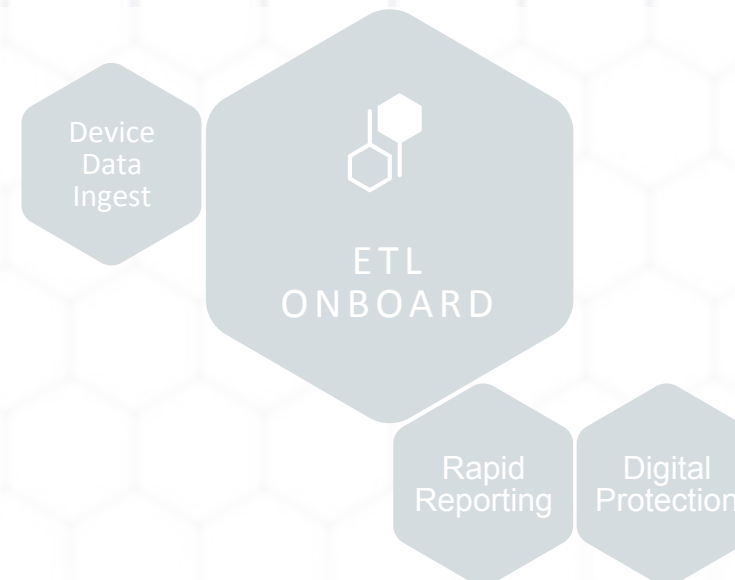 Device
Data
Ingest
ETL
ONBOARD
Rapid
Reporting
Digital
Protection